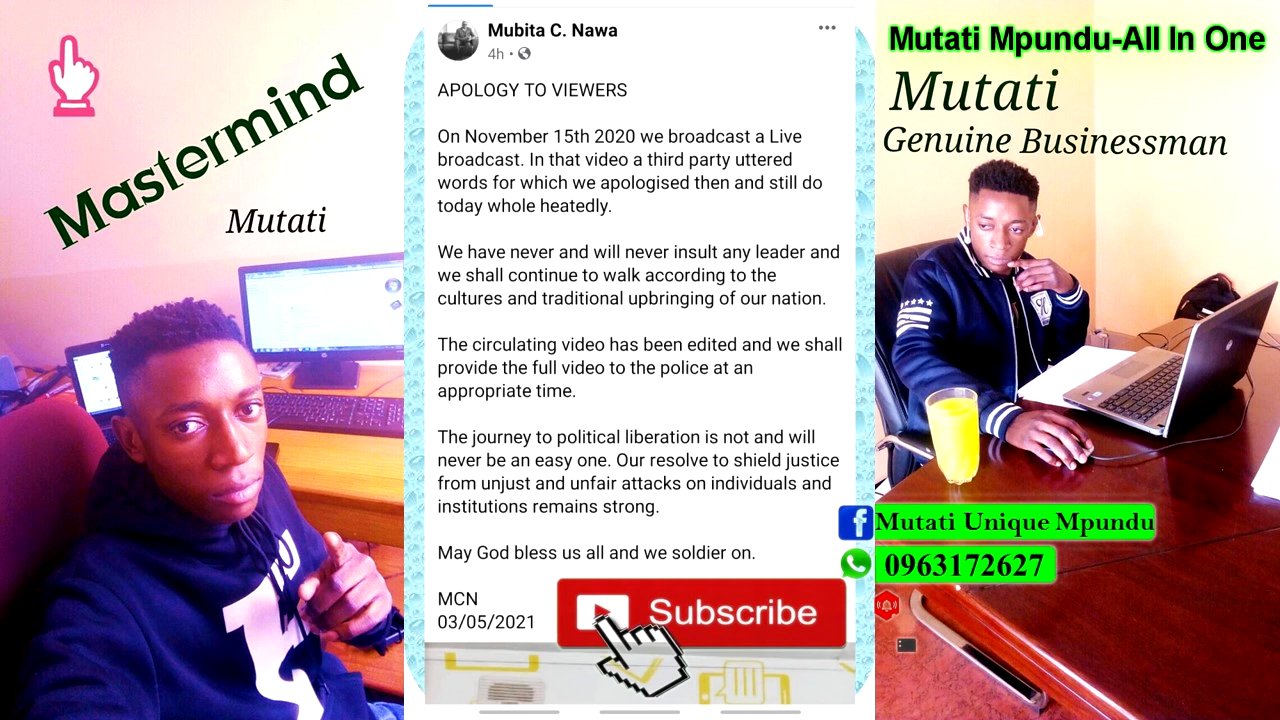 Mastermind
Mutati
Mubita C. Nawa
4h
APOLOGY TO VIEWERS
On November 15th 2020 we broadcast a Live
broadcast. In that video a third party uttered
words for which we apologised then and still do
today whole heatedly.
We have never and will never insult any leader and
we shall continue to walk according to the
cultures and traditional upbringing of our nation.
The circulating video has been edited and we shall
provide the full video to the police at an
appropriate time.
The journey to political liberation is not and will
never be an easy one. Our resolve to shield justice
from unjust and unfair attacks on individuals and
institutions remains strong.
May God bless us all and we soldier on.
MCN
03/05/2021
Subscribe
Mutati Mpundu-All In One
Mutati
Genuine Businessman
Mutati Unique Mpundu
0963172627